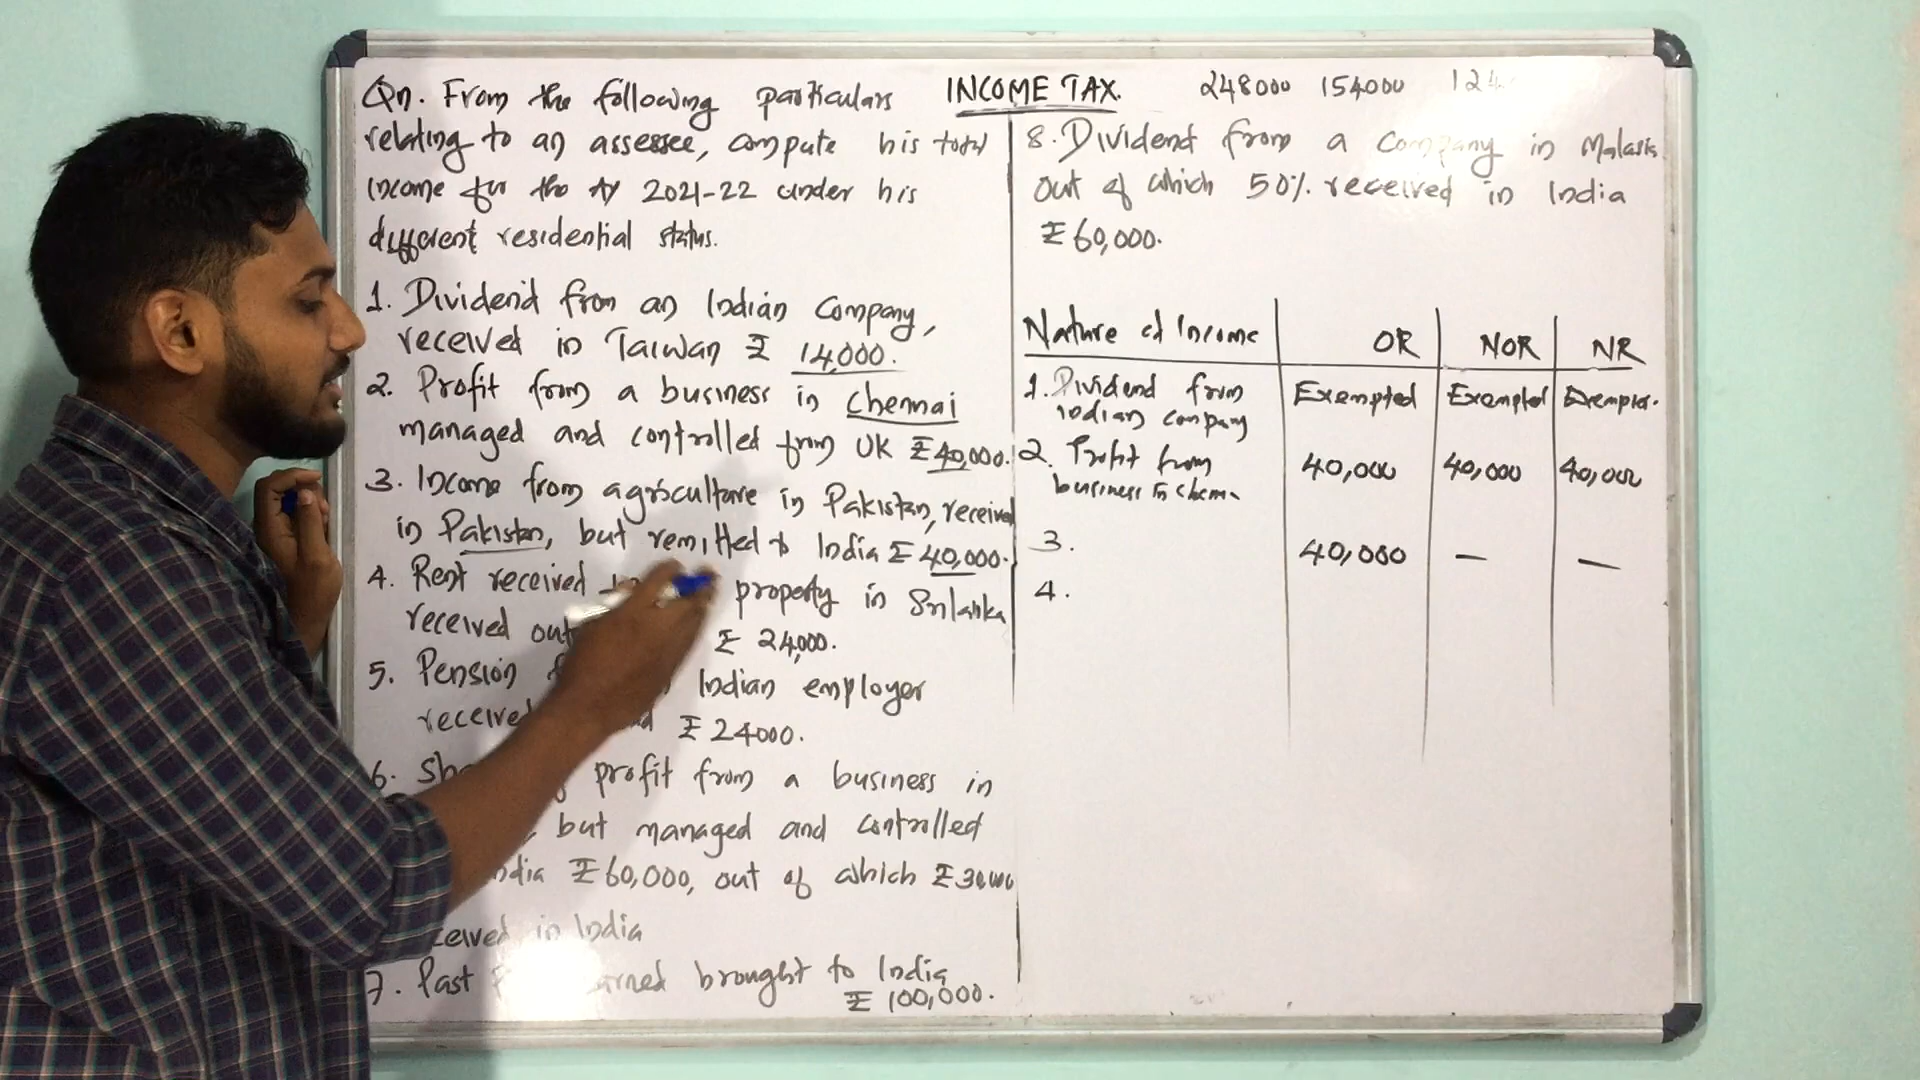 Qn. From the following particulars
relating to an assessee, compute his total
income for the AY 2021-22 under his
different residential status.
1. Dividend from an Indian Company,
received in Taiwan ₹ 14,000.
2. Profit from a business in Chennai
managed and controlled from UK ₹ 40,000.
3. Income from agriculture in Pakistan, received
in Pakistan, but remitted to India ₹ 40,000.
4. Rent received property in Srilanka
received out ₹ 24,000.
5. Pension Indian employer
received ₹ 24000.
6. profit from a business in
but managed and controlled
India ₹ 60,000, out of which ₹ 30,000
in India
7. Past brought to India
₹ 100,000.
INCOME TAX. 248000 154000 124
8. Dividend from a Company in Malasia
out of which 50% received in India
₹ 60,000.
Nature of Income OR NOR NR
1. Dividend from Indian company Exempted Exempted Exempted.
2. Profit from business in Chenn 40,000 40,000 40,000
3. 40,000 — —
4.